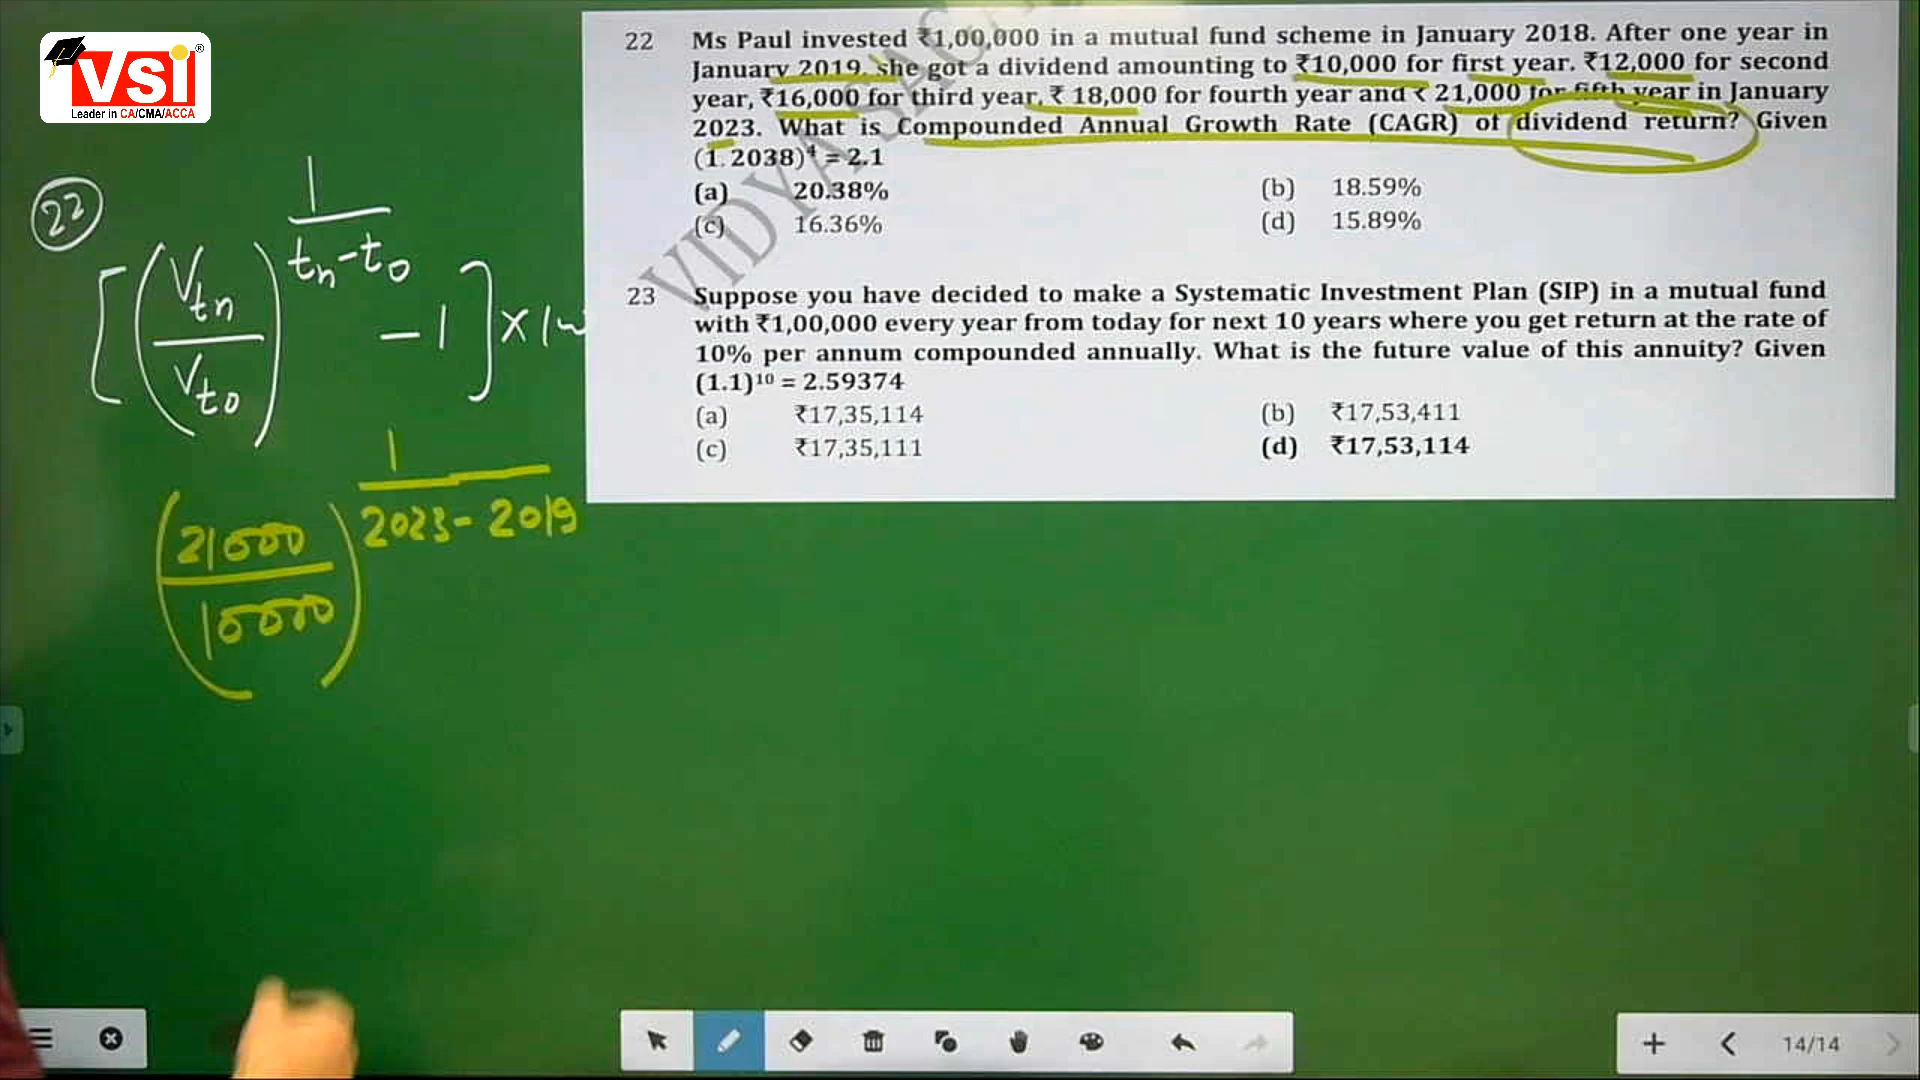 VSI®
Leader in CA/CMA/ACCA
22 Ms Paul invested ₹1,00,000 in a mutual fund scheme in January 2018. After one year in
January 2019, she got a dividend amounting to ₹10,000 for first year. ₹12,000 for second
year, ₹16,000 for third year, ₹ 18,000 for fourth year and ₹ 21,000 for fifth year in January
2023. What is Compounded Annual Growth Rate (CAGR) of dividend return? Given
(1.2038)⁴ = 2.1
(a) 20.38% (b) 18.59%
(c) 16.36% (d) 15.89%
23 Suppose you have decided to make a Systematic Investment Plan (SIP) in a mutual fund
with ₹1,00,000 every year from today for next 10 years where you get return at the rate of
10% per annum compounded annually. What is the future value of this annuity? Given
(1.1)¹⁰ = 2.59374
(a) ₹17,35,114 (b) ₹17,53,411
(c) ₹17,35,111 (d) ₹17,53,114
22
1
tn-to
[(Vtn
Vto) - 1] ×
1
2023-2019
(21000
10000)
14/14